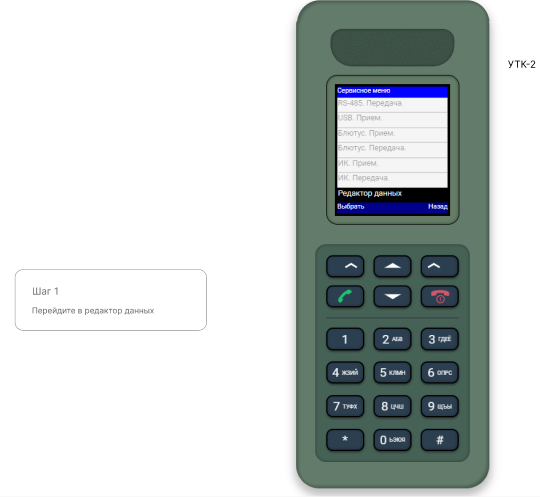 УТК-2
Сервисное меню
RS-485. Передача.
USB. Прием.
Блютус. Прием.
Блютус. Передача.
ИК. Прием.
ИК. Передача.
Редактор данных
Выбрать Назад
Шаг 1
Перейдите в редактор данных
1 2 АБВ 3 ГДЕЁ
4 ЖЗИЙ 5 КЛМН 6 ОПРС
7 ТУФХ 8 ЦЧШ 9 ЩЪЫ
* 0 ЬЭЮЯ #